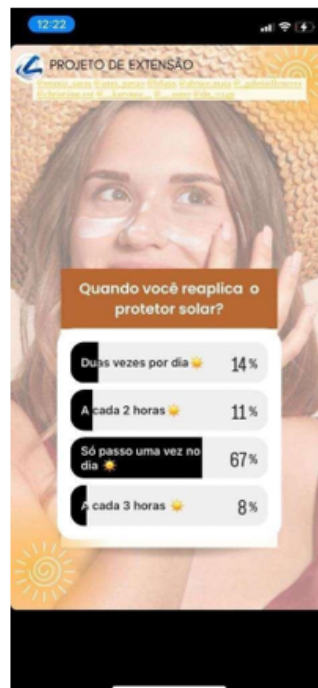 12:22
PROJETO DE EXTENSÃO
Quando você reaplica o
protetor solar?
Duas vezes por dia 14%
A cada 2 horas 11%
Só passo uma vez no
dia 67%
A cada 3 horas 8%